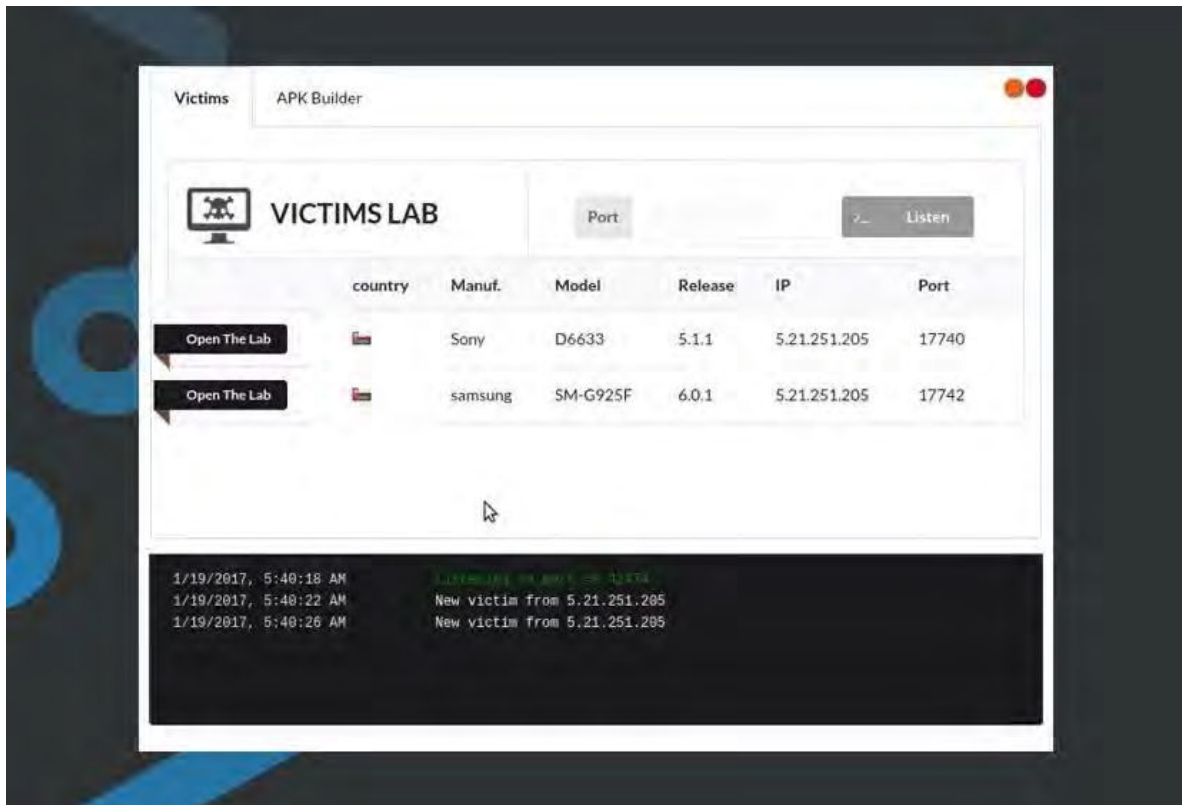 Victims APK Builder
VICTIMS LAB Port >_ Listen
country Manuf. Model Release IP Port
Open The Lab Sony D6633 5.1.1 5.21.251.205 17740
Open The Lab samsung SM-G925F 6.0.1 5.21.251.205 17742
1/19/2017, 5:40:18 AM Listening on port
1/19/2017, 5:40:22 AM New victim from 5.21.251.205
1/19/2017, 5:40:26 AM New victim from 5.21.251.205